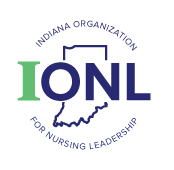 INDIANA ORGANIZATION
IONL
FOR NURSING LEADERSHIP